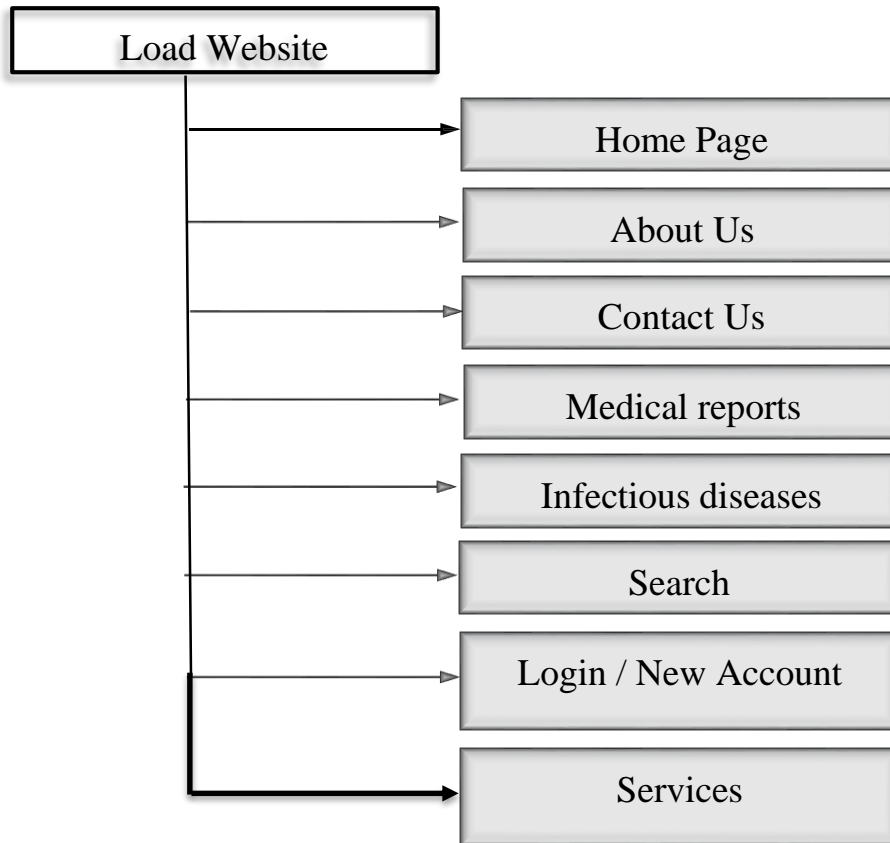 Load Website
Home Page
About Us
Contact Us
Medical reports
Infectious diseases
Search
Login / New Account
Services